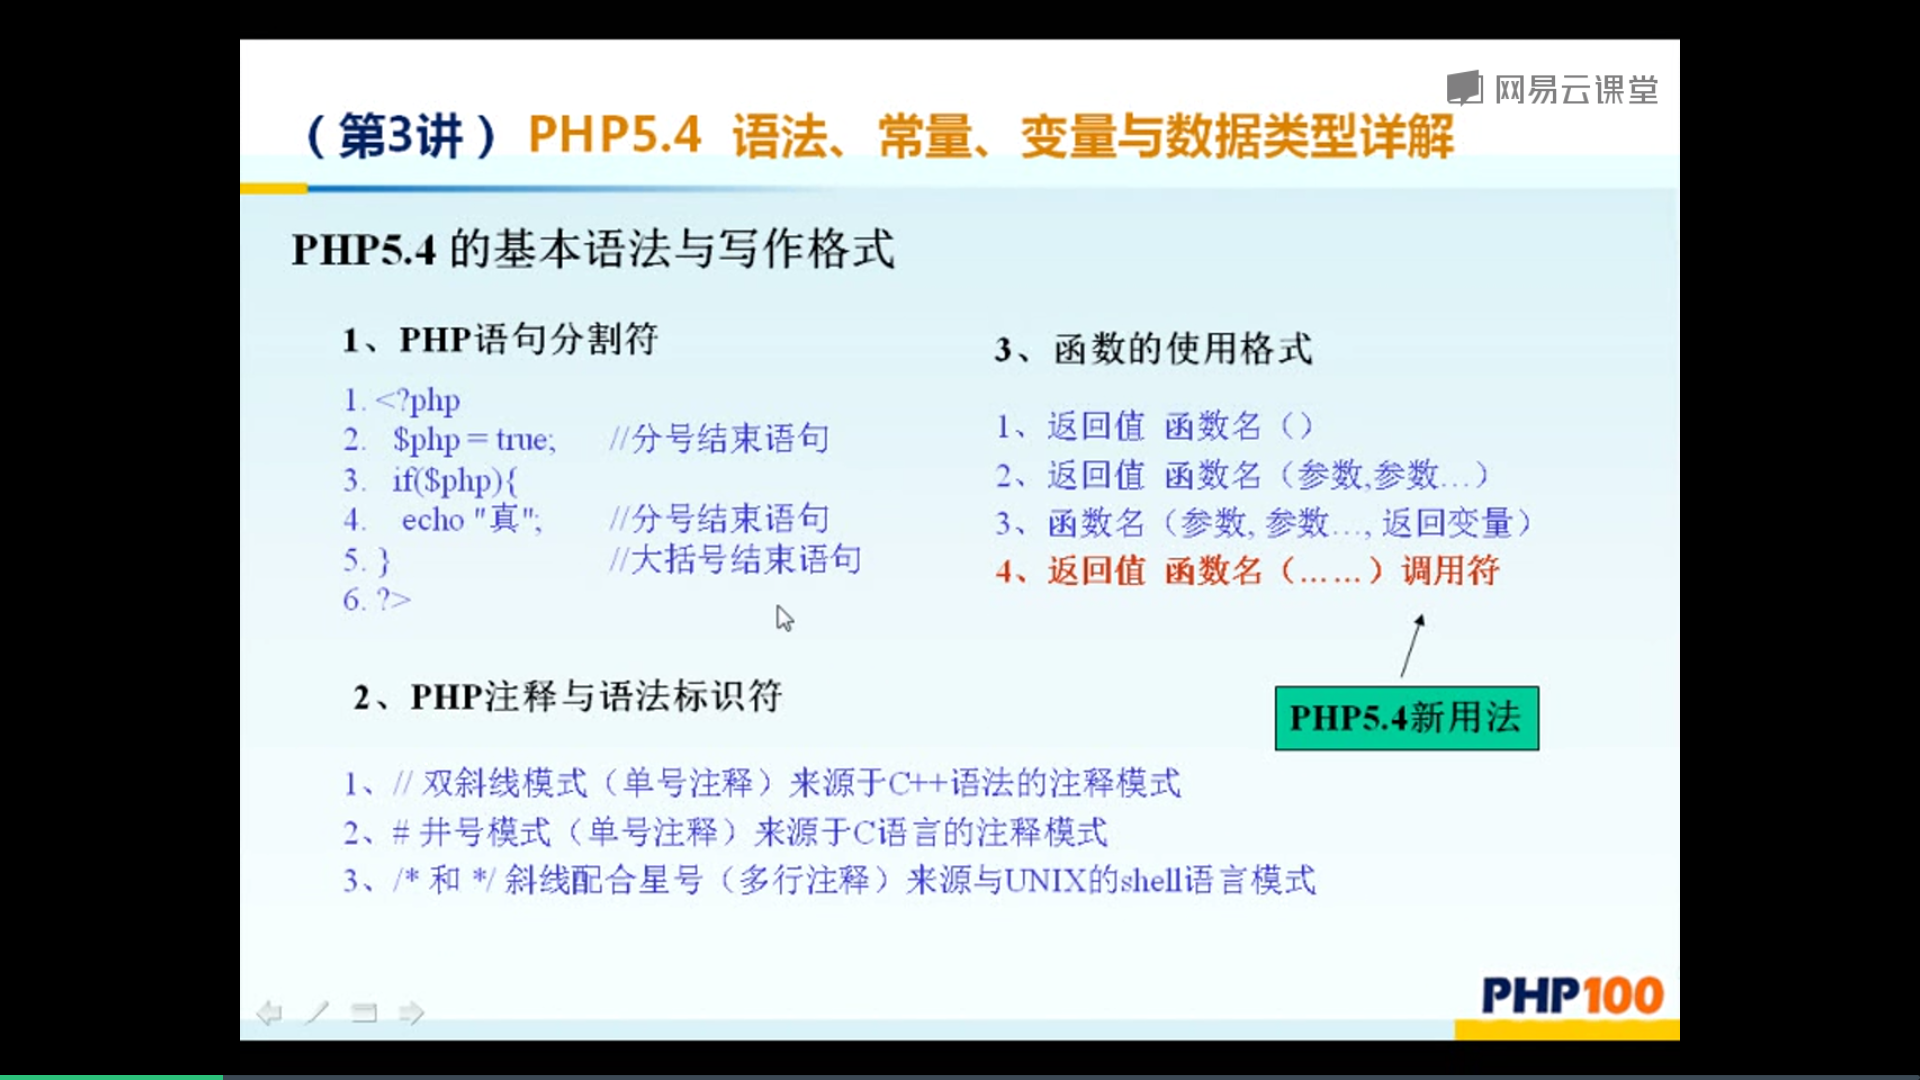 网易云课堂
（第3讲）PHP5.4 语法、常量、变量与数据类型详解
PHP5.4 的基本语法与写作格式
1、PHP语句分割符
1. <?php
2. $php = true; //分号结束语句
3. if($php){
4. echo "真"; //分号结束语句
5. } //大括号结束语句
6. ?>
3、函数的使用格式
1、返回值 函数名（）
2、返回值 函数名（参数,参数…）
3、函数名（参数, 参数…, 返回变量）
4、返回值 函数名（……）调用符
PHP5.4新用法
2、PHP注释与语法标识符
1、// 双斜线模式（单号注释）来源于C++语法的注释模式
2、# 井号模式（单号注释）来源于C语言的注释模式
3、/* 和 */ 斜线配合星号（多行注释）来源与UNIX的shell语言模式
PHP100